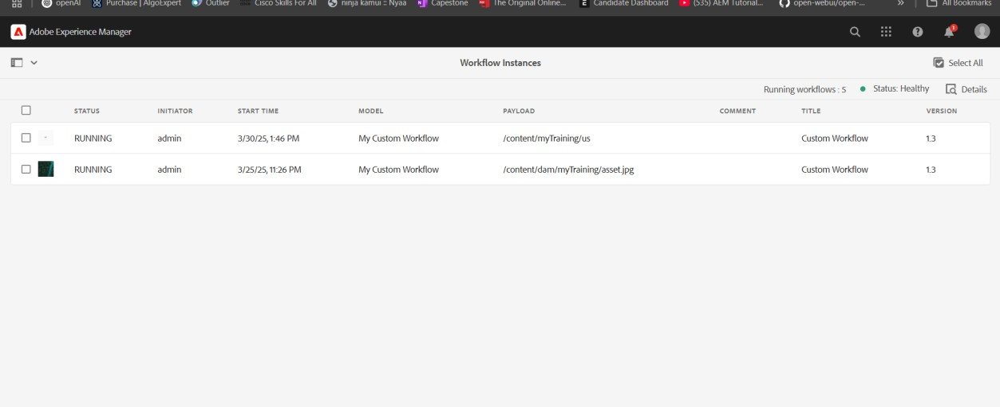 openAI Purchase | AlgoExpert Outlier Cisco Skills For All ninja kamui :: Nyaa Capestone The Original Online... Candidate Dashboard (535) AEM Tutorial... open-webui/open-... » All Bookmarks
Adobe Experience Manager 1
Workflow Instances Select All
Running workflows : 5 Status: Healthy Details
STATUS INITIATOR START TIME MODEL PAYLOAD COMMENT TITLE VERSION
RUNNING admin 3/30/25, 1:46 PM My Custom Workflow /content/myTraining/us Custom Workflow 1.3
RUNNING admin 3/25/25, 11:26 PM My Custom Workflow /content/dam/myTraining/asset.jpg Custom Workflow 1.3